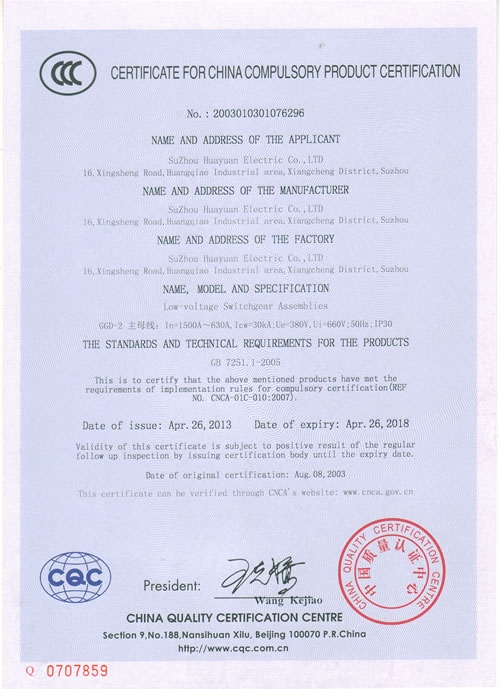 CCC
CERTIFICATE FOR CHINA COMPULSORY PRODUCT CERTIFICATION
No.: 2003010301076296
NAME AND ADDRESS OF THE APPLICANT
SuZhou Huayuan Electric Co.,LTD
16,Xingsheng Road,Huangqiao Industrial area,Xiangcheng District,Suzhou
NAME AND ADDRESS OF THE MANUFACTURER
SuZhou Huayuan Electric Co.,LTD
16,Xingsheng Road,Huangqiao Industrial area,Xiangcheng District,Suzhou
NAME AND ADDRESS OF THE FACTORY
SuZhou Huayuan Electric Co.,LTD
16,Xingsheng Road,Huangqiao Industrial area,Xiangcheng District,Suzhou
NAME, MODEL AND SPECIFICATION
Low-voltage Switchgear Assemblies
GGD-2 主母线: In=1500A~630A,Icw=30kA;Ue=380V,Ui=660V;50Hz;IP30
THE STANDARDS AND TECHNICAL REQUIREMENTS FOR THE PRODUCTS
GB 7251.1-2005
This is to certify that the above mentioned products have met the
requirements of implementation rules for compulsory certification(REF
NO. CNCA-01C-010:2007).
Date of issue: Apr.26,2013 Date of expiry: Apr.26,2018
Validity of this certificate is subject to positive result of the regular
follow up inspection by issuing certification body until the expiry date.
Date of original certification: Aug.08,2003
This certificate can be verified through CNCA's website: www.cnca.gov.cn
CHINA QUALITY CERTIFICATION CENTRE
中国质量认证中心
CQC
President: 王克娇
Wang Kejiao
CHINA QUALITY CERTIFICATION CENTRE
Section 9,No.188,Nanshuan Xilu, Beijing 100070 P.R.China
http://www.cqc.com.cn
Q 0707859